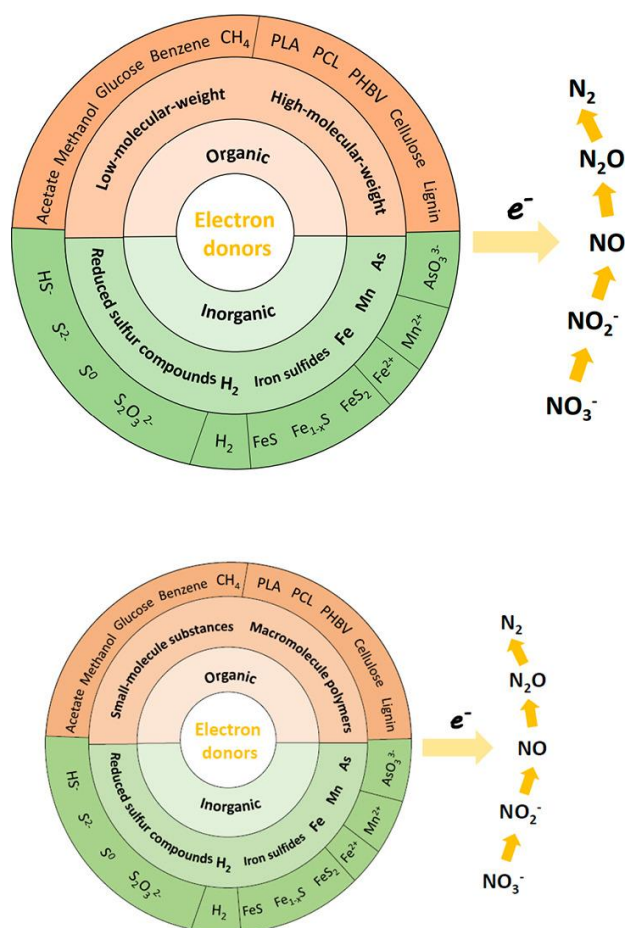 Acetate Methanol Glucose Benzene CH₄ PLA PCL PHBV Cellulose Lignin
Low-molecular-weight High-molecular-weight
Organic
Electron
donors
Inorganic
Reduced sulfur compounds H₂ Iron sulfides Fe Mn As
HS⁻ S²⁻ S⁰ S₂O₃²⁻ H₂ FeS Fe₁₋ₓS FeS₂ Fe²⁺ Mn²⁺ AsO₃³⁻
e⁻
N₂
N₂O
NO
NO₂⁻
NO₃⁻
Acetate Methanol Glucose Benzene CH₄ PLA PCL PHBV Cellulose Lignin
Small-molecule substances Macromolecule polymers
Organic
Electron
donors
Inorganic
Reduced sulfur compounds H₂ Iron sulfides Fe Mn As
HS⁻ S²⁻ S⁰ S₂O₃²⁻ H₂ FeS Fe₁₋ₓS FeS₂ Fe²⁺ Mn²⁺ AsO₃³⁻
e⁻
N₂
N₂O
NO
NO₂⁻
NO₃⁻